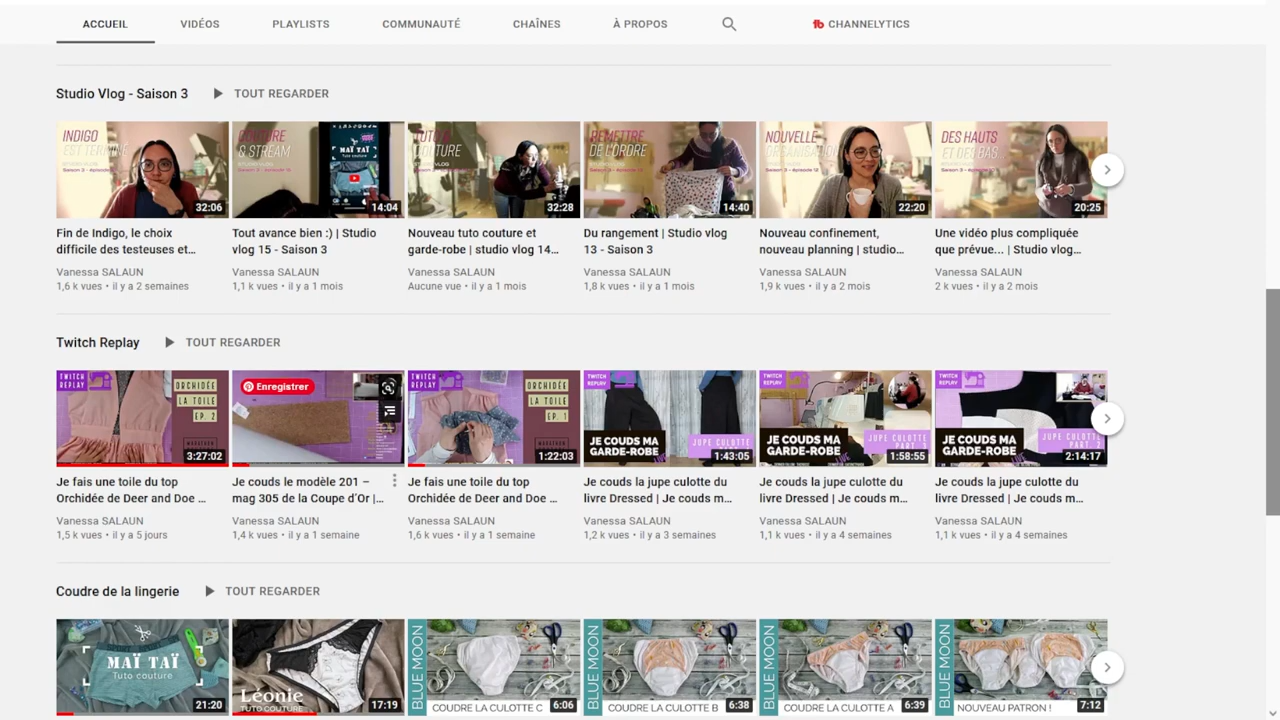 ACCUEIL VIDÉOS PLAYLISTS COMMUNAUTÉ CHAÎNES À PROPOS CHANNELYTICS
Studio Vlog - Saison 3 TOUT REGARDER
INDIGO
EST TERMINÉ
32:06
COUTURE
& STREAM
MAÏ TAÏ
Tuto couture
14:04
TUTO &
COUTURE
32:28
REMETTRE
DE L'ORDRE
14:40
NOUVELLE
ORGANISATION
22:20
DES HAUTS
ET DES BAS...
20:25
Fin de Indigo, le choix
difficile des testeuses et...
Vanessa SALAUN
1,6 k vues • il y a 2 semaines
Tout avance bien :) | Studio
vlog 15 - Saison 3
Vanessa SALAUN
1,1 k vues • il y a 1 mois
Nouveau tuto couture et
garde-robe | studio vlog 14...
Vanessa SALAUN
Aucune vue • il y a 1 mois
Du rangement | Studio vlog
13 - Saison 3
Vanessa SALAUN
1,8 k vues • il y a 1 mois
Nouveau confinement,
nouveau planning | studio...
Vanessa SALAUN
1,9 k vues • il y a 2 mois
Une vidéo plus compliquée
que prévue... | Studio vlog...
Vanessa SALAUN
2 k vues • il y a 2 mois
Twitch Replay TOUT REGARDER
TWITCH
REPLAY
ORCHIDÉE
LA TOILE
EP. 2
MARATHON
3:27:02
Enregistrer
TWITCH
REPLAY
ORCHIDÉE
LA TOILE
EP. 1
MARATHON
1:22:03
TWITCH
REPLAY
JE COUDS MA
GARDE-ROBE
JUPE CULOTTE
1:43:05
TWITCH
REPLAY
JE COUDS MA
GARDE-ROBE
JUPE CULOTTE
PART.
1:58:55
TWITCH
REPLAY
JE COUDS MA
GARDE-ROBE
JUPE CULOTTE
PART.
2:14:17
Je fais une toile du top
Orchidée de Deer and Doe ...
Vanessa SALAUN
1,5 k vues • il y a 5 jours
Je couds le modèle 201 –
mag 305 de la Coupe d'Or |...
Vanessa SALAUN
1,4 k vues • il y a 1 semaine
Je fais une toile du top
Orchidée de Deer and Doe ...
Vanessa SALAUN
1,6 k vues • il y a 1 semaine
Je couds la jupe culotte du
livre Dressed | Je couds m...
Vanessa SALAUN
1,2 k vues • il y a 3 semaines
Je couds la jupe culotte du
livre Dressed | Je couds m...
Vanessa SALAUN
1,1 k vues • il y a 4 semaines
Je couds la jupe culotte du
livre Dressed | Je couds m...
Vanessa SALAUN
1,1 k vues • il y a 4 semaines
Coudre de la lingerie TOUT REGARDER
MAÏ TAÏ
Tuto couture
21:20
Léonie
TUTO COUTURE
17:19
BLUE MOON
COUDRE LA CULOTTE C
6:06
BLUE MOON
COUDRE LA CULOTTE B
6:38
BLUE MOON
COUDRE LA CULOTTE A
6:39
BLUE MOON
NOUVEAU PATRON !
7:12